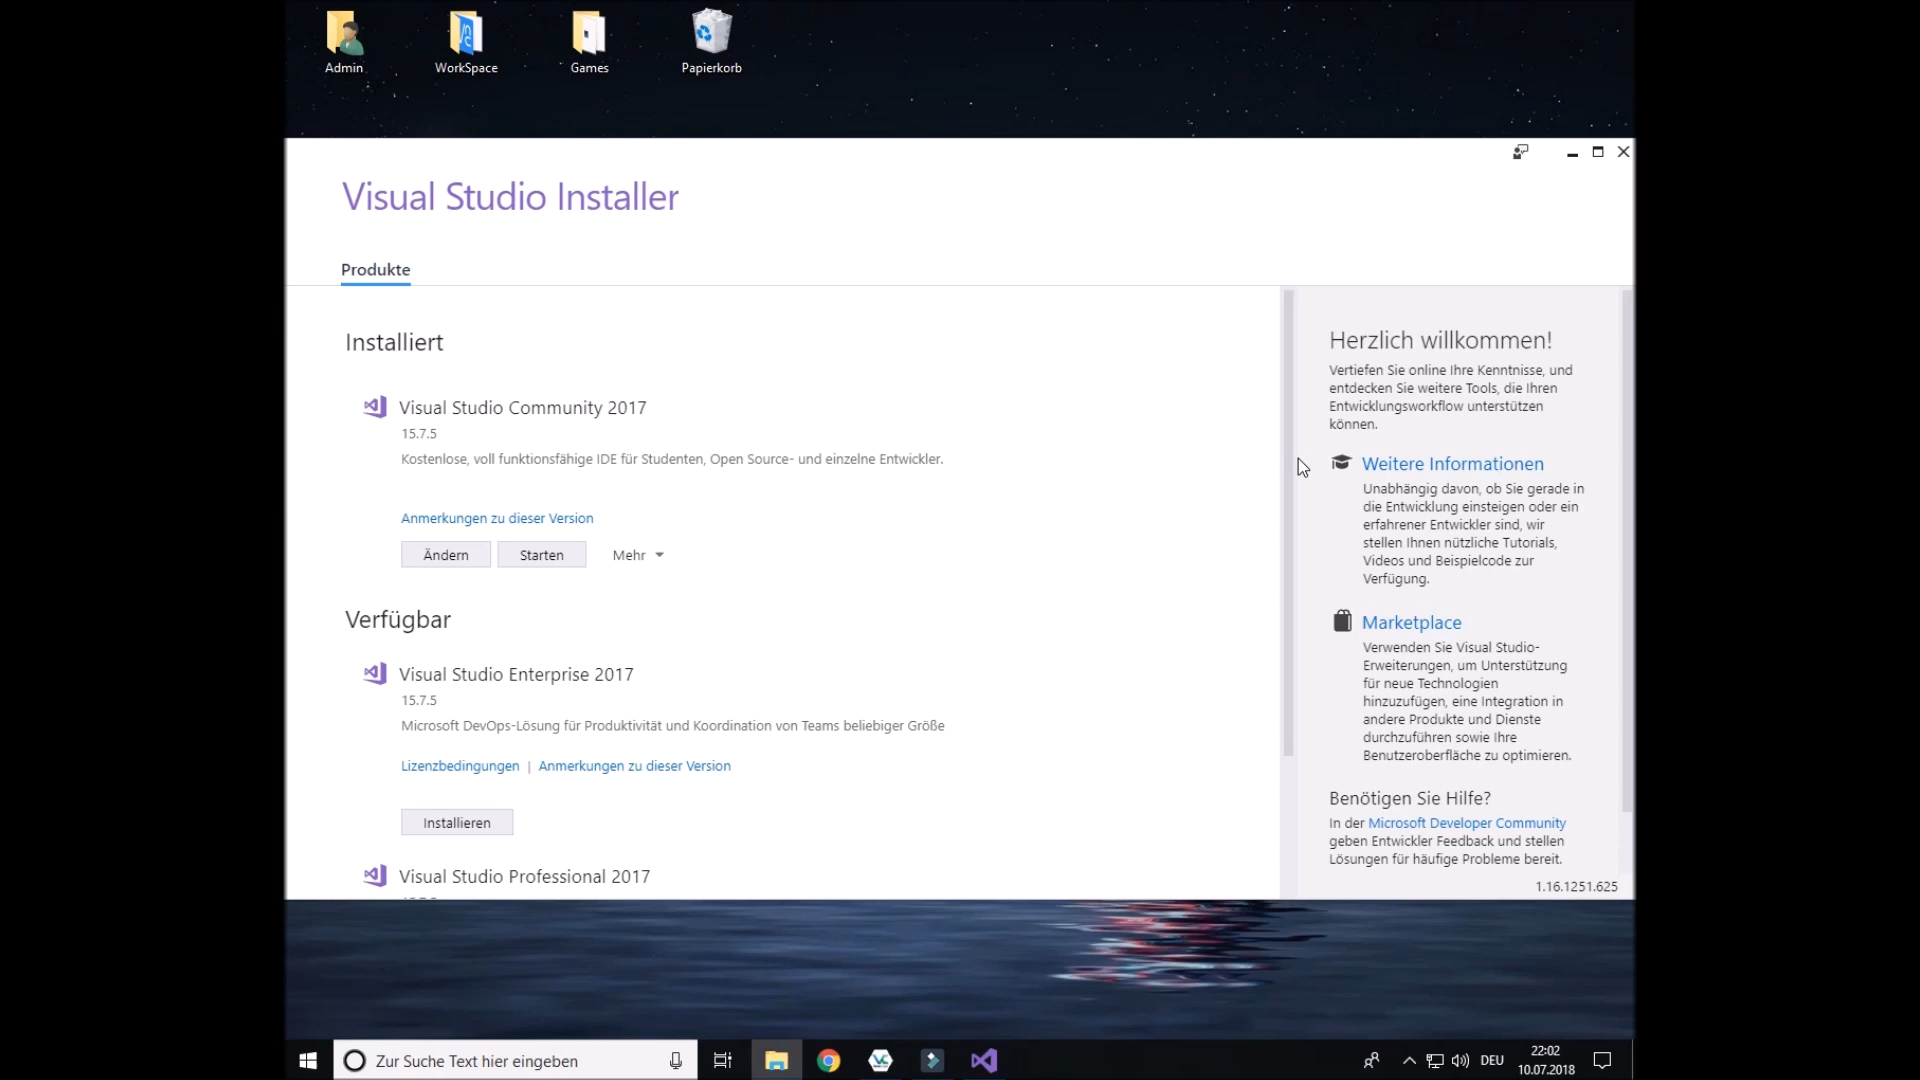 Admin
WorkSpace
Games
Papierkorb
Visual Studio Installer
Produkte
Installiert
Visual Studio Community 2017
15.7.5
Kostenlose, voll funktionsfähige IDE für Studenten, Open Source- und einzelne Entwickler.
Anmerkungen zu dieser Version
Ändern
Starten
Mehr
Verfügbar
Visual Studio Enterprise 2017
15.7.5
Microsoft DevOps-Lösung für Produktivität und Koordination von Teams beliebiger Größe
Lizenzbedingungen | Anmerkungen zu dieser Version
Installieren
Visual Studio Professional 2017
Herzlich willkommen!
Vertiefen Sie online Ihre Kenntnisse, und
entdecken Sie weitere Tools, die Ihren
Entwicklungsworkflow unterstützen
können.
Weitere Informationen
Unabhängig davon, ob Sie gerade in
die Entwicklung einsteigen oder ein
erfahrener Entwickler sind, wir
stellen Ihnen nützliche Tutorials,
Videos und Beispielcode zur
Verfügung.
Marketplace
Verwenden Sie Visual Studio-
Erweiterungen, um Unterstützung
für neue Technologien
hinzuzufügen, eine Integration in
andere Produkte und Dienste
durchzuführen sowie Ihre
Benutzeroberfläche zu optimieren.
Benötigen Sie Hilfe?
In der Microsoft Developer Community
geben Entwickler Feedback und stellen
Lösungen für häufige Probleme bereit.
1.16.1251.625
Zur Suche Text hier eingeben
DEU
22:02
10.07.2018